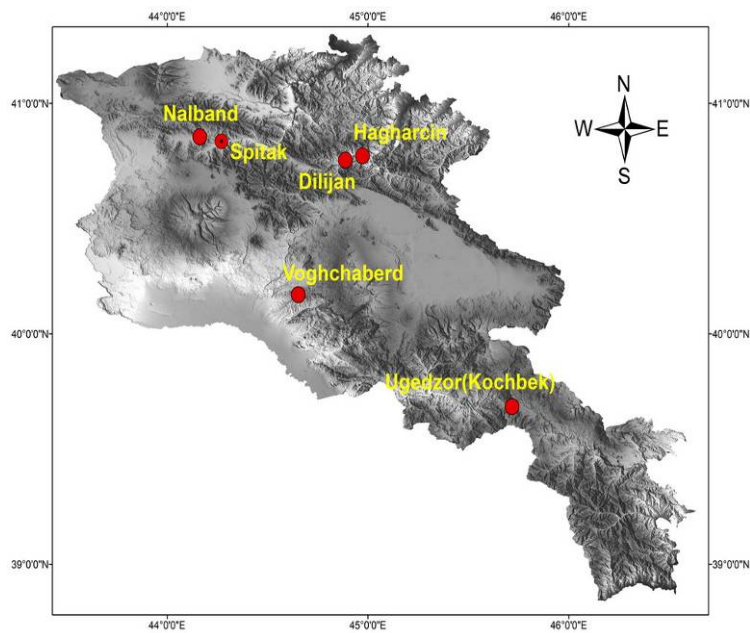 44°0'0"E 45°0'0"E 46°0'0"E
N
W E
S
41°0'0"N 41°0'0"N
Nalband
Hagharcin
Spitak
Dilijan
Voghchaberd
40°0'0"N 40°0'0"N
Ugedzor(Kochbek)
39°0'0"N 39°0'0"N
44°0'0"E 45°0'0"E 46°0'0"E